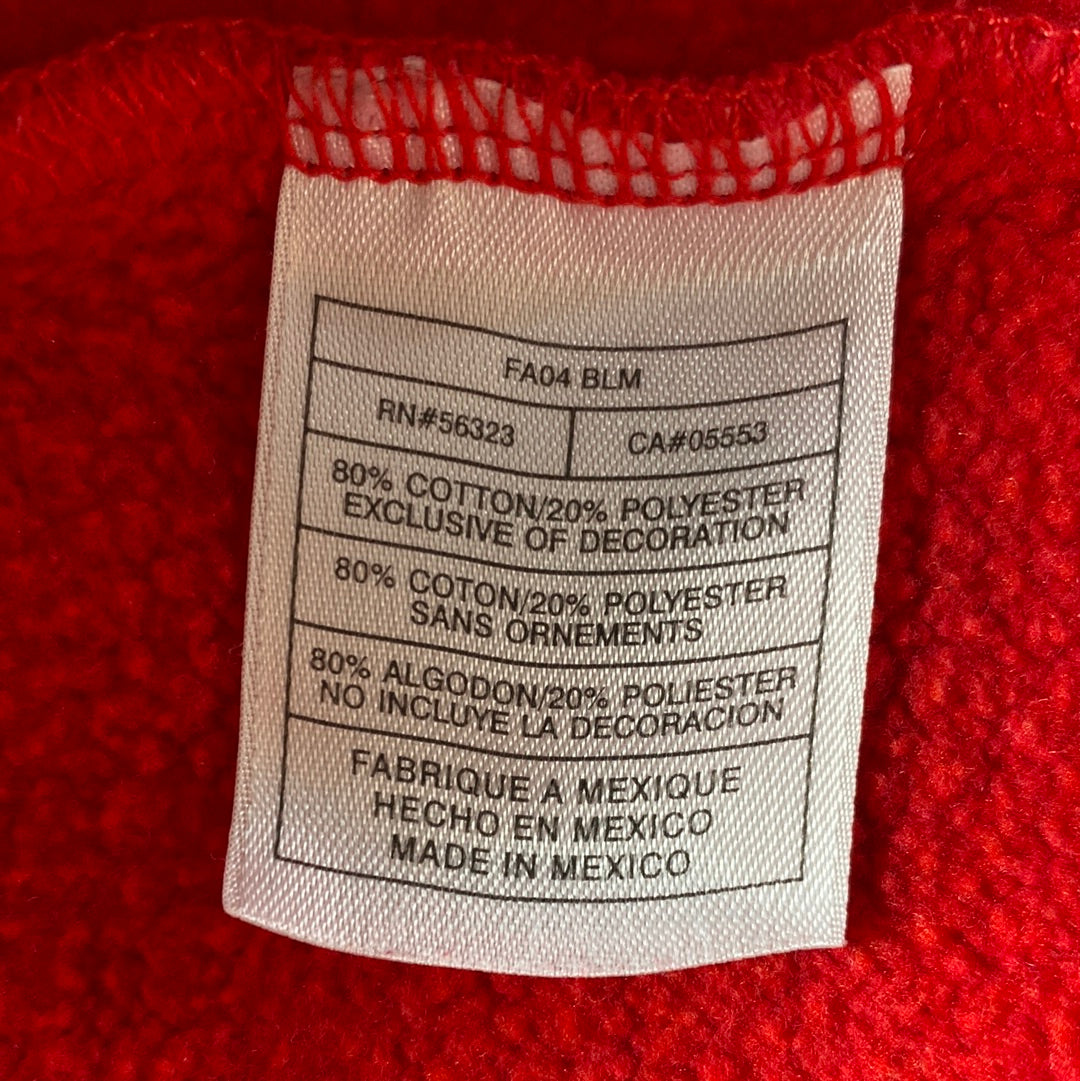 FA04 BLM
RN#56323
CA#05553
80% COTTON/20% POLYESTER
EXCLUSIVE OF DECORATION
80% COTON/20% POLYESTER
SANS ORNEMENTS
80% ALGODON/20% POLIESTER
NO INCLUYE LA DECORACION
FABRIQUE A MEXIQUE
HECHO EN MEXICO
MADE IN MEXICO